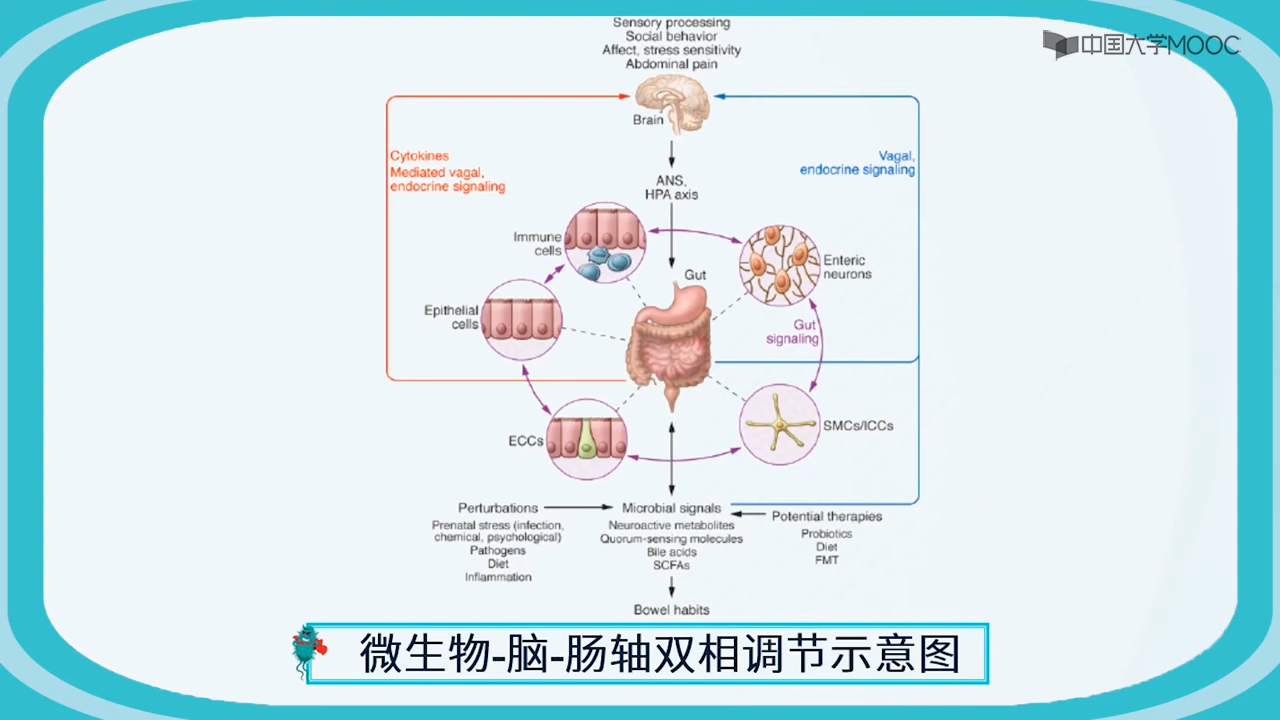 Sensory processing
Social behavior
Affect, stress sensitivity
Abdominal pain
中国大学MOOC
Brain
Cytokines
Mediated vagal,
endocrine signaling
Vagal,
endocrine signaling
ANS,
HPA axis
Immune
cells
Gut
Enteric
neurons
Epithelial
cells
Gut
signaling
ECCs
SMCs/ICCs
Perturbations
Prenatal stress (infection,
chemical, psychological)
Pathogens
Diet
Inflammation
Microbial signals
Neuroactive metabolites
Quorum-sensing molecules
Bile acids
SCFAs
Potential therapies
Probiotics
Diet
FMT
Bowel habits
微生物-脑-肠轴双相调节示意图